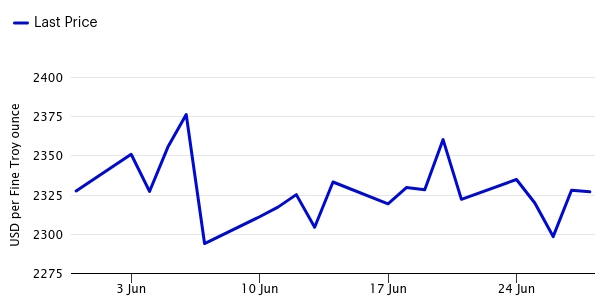 Last Price
USD per Fine Troy ounce
2400
2375
2350
2325
2300
2275
3 Jun
10 Jun
17 Jun
24 Jun